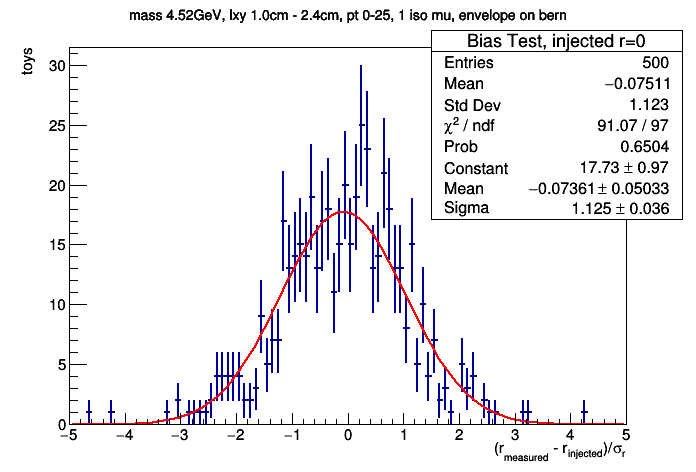 mass 4.52GeV, lxy 1.0cm - 2.4cm, pt 0-25, 1 iso mu, envelope on bern
toys
Bias Test, injected r=0
Entries 500
Mean −0.07511
Std Dev 1.123
χ² / ndf 91.07 / 97
Prob 0.6504
Constant 17.73 ± 0.97
Mean −0.07361 ± 0.05033
Sigma 1.125 ± 0.036
30
25
20
15
10
5
0
−5 −4 −3 −2 −1 0 1 2 3 4 5
(r_measured - r_injected)/σ_r